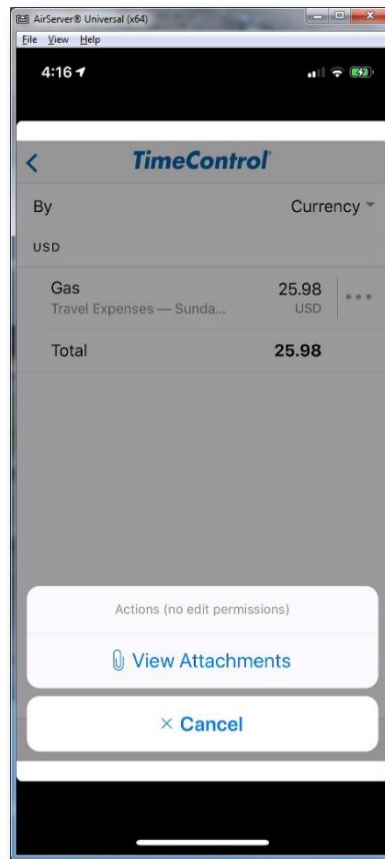 AirServer® Universal (x64)
File View Help
4:16
TimeControl
By Currency
USD
Gas 25.98
Travel Expenses — Sunda... USD
Total 25.98
Actions (no edit permissions)
View Attachments
× Cancel